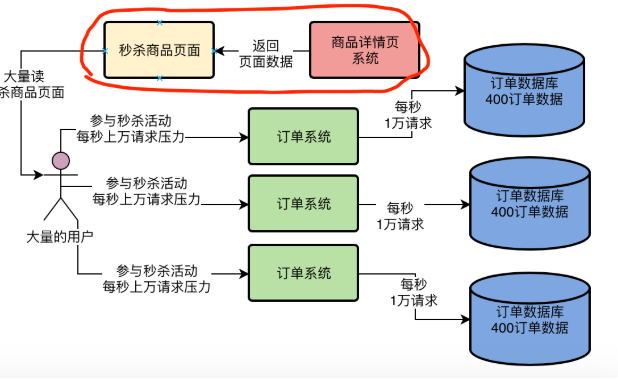 秒杀商品页面
返回
页面数据
商品详情页
系统
大量读
杀商品页面
订单数据库
400订单数据
参与秒杀活动
每秒上万请求压力
订单系统
每秒
1万请求
参与秒杀活动
每秒上万请求压力
订单系统
每秒
1万请求
订单数据库
400订单数据
大量的用户
参与秒杀活动
每秒上万请求压力
订单系统
每秒
1万请求
订单数据库
400订单数据